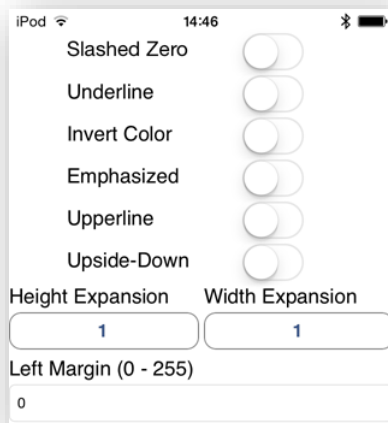 iPod 14:46
Slashed Zero
Underline
Invert Color
Emphasized
Upperline
Upside-Down
Height Expansion Width Expansion
1 1
Left Margin (0 - 255)
0